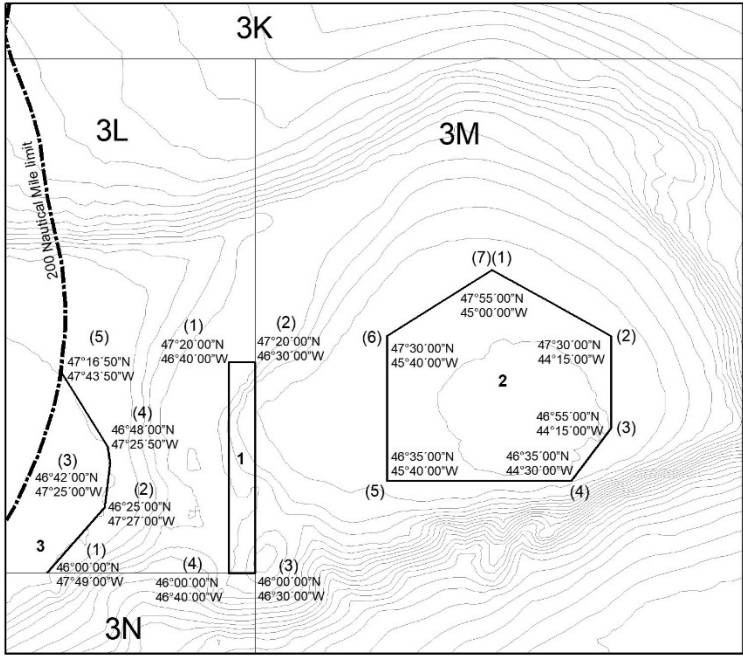 3K
3L
3M
200 Nautical Mile limit
(7)(1)
47°55´00"N
45°00´00"W
(5)
47°16´50"N
47°43´50"W
(1)
47°20´00"N
46°40´00"W
(2)
47°20´00"N
46°30´00"W
(6)
47°30´00"N
45°40´00"W
47°30´00"N
44°15´00"W
(2)
2
(4)
46°48´00"N
47°25´50"W
46°55´00"N
44°15´00"W
(3)
(3)
46°42´00"N
47°25´00"W
1
46°35´00"N
45°40´00"W
46°35´00"N
44°30´00"W
(5)
(4)
(2)
46°25´00"N
47°27´00"W
3
(1)
46°00´00"N
47°49´00"W
(4)
46°00´00"N
46°40´00"W
(3)
46°00´00"N
46°30´00"W
3N